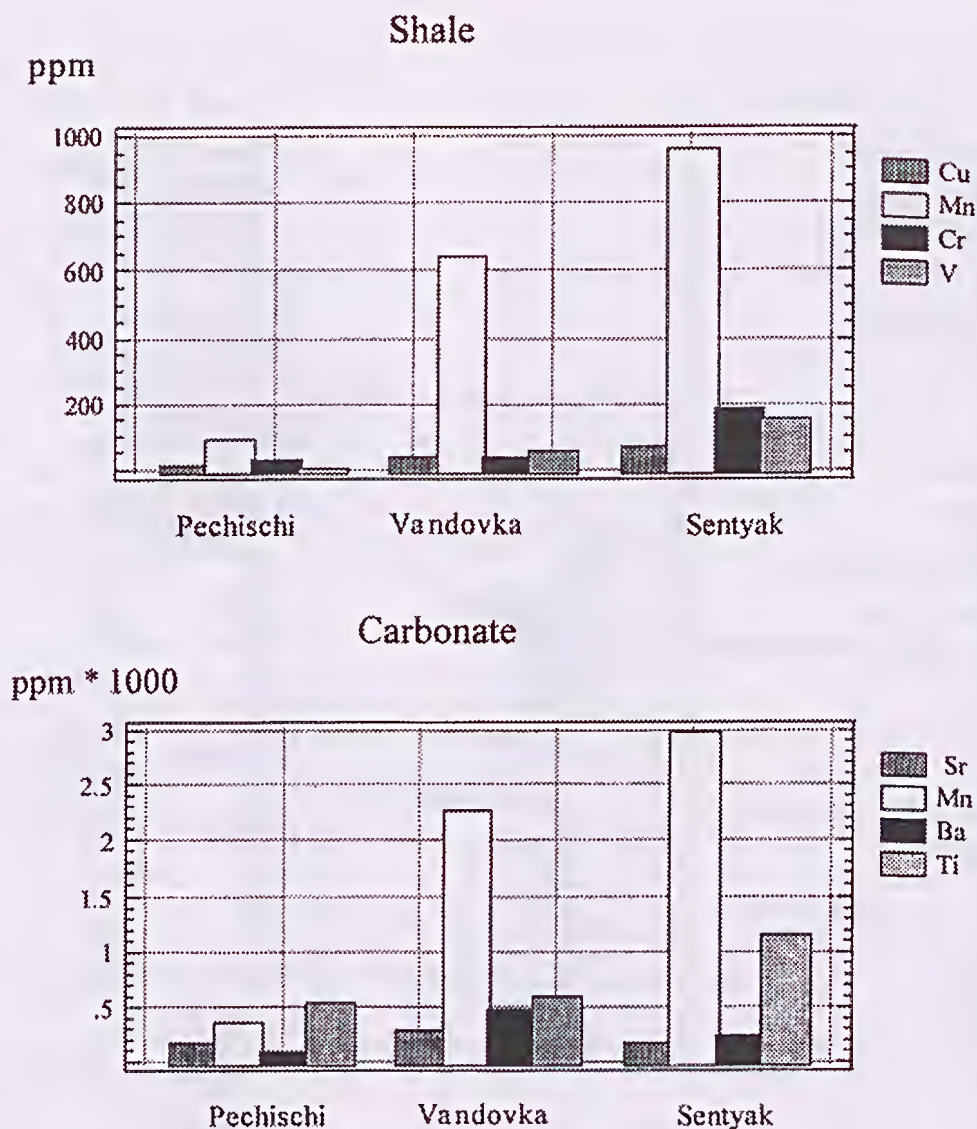 Shale
ppm
1000
800
600
400
200
Cu
Mn
Cr
V
Pechischi Vandovka Sentyak
Carbonate
ppm * 1000
3
2.5
2
1.5
1
.5
Sr
Mn
Ba
Ti
Pechischi Vandovka Sentyak